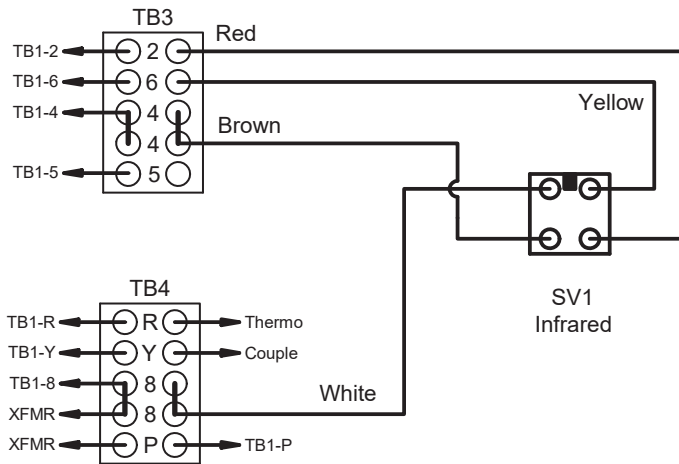 TB3
Red
TB1-2 2
TB1-6 6
Yellow
TB1-4 4
Brown
4
TB1-5 5
SV1
Infrared
TB4
TB1-R R Thermo
TB1-Y Y Couple
TB1-8 8
White
XFMR 8
XFMR P TB1-P